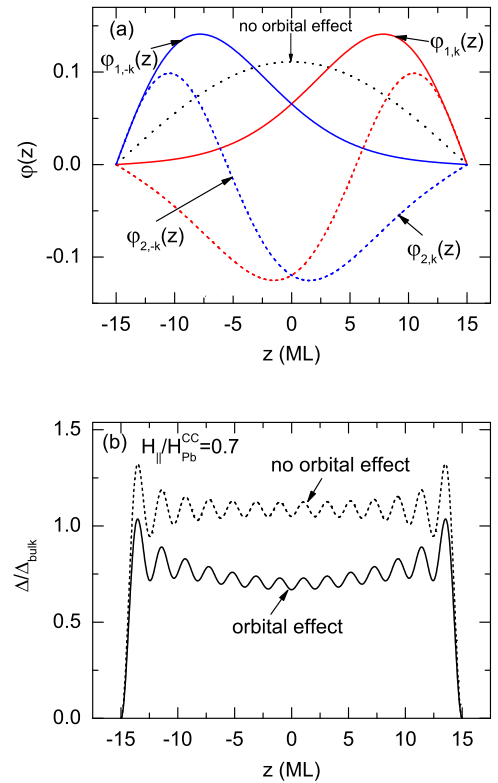 (a)
no orbital effect
φ1,-k(z)
φ1,k(z)
0.1
0.0
-0.1
φ(z)
φ2,-k(z)
φ2,k(z)
-15 -10 -5 0 5 10 15
z (ML)
(b)
H||/H^CC_Pb=0.7
1.5
no orbital effect
1.0
Δ/Δbulk
0.5
orbital effect
0.0
-15 -10 -5 0 5 10 15
z (ML)